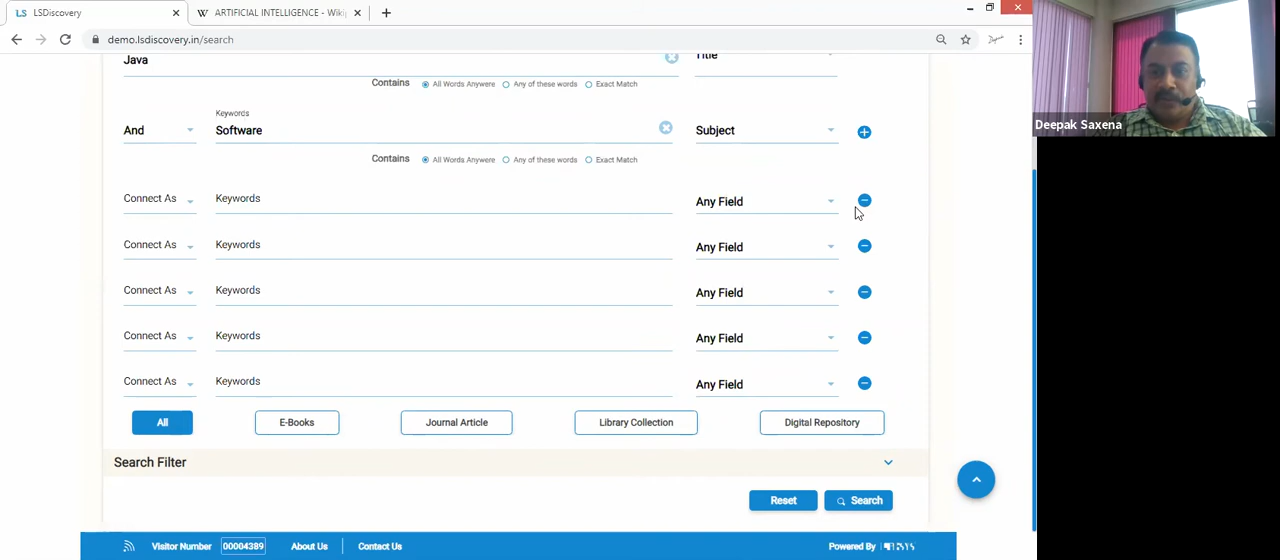 LS LSDiscovery
W ARTIFICIAL INTELLIGENCE - Wiki
demo.lsdiscovery.in/search
Java
Title
Contains All Words Anywere Any of these words Exact Match
Keywords
And Software Subject
Contains All Words Anywere Any of these words Exact Match
Connect As Keywords Any Field
Connect As Keywords Any Field
Connect As Keywords Any Field
Connect As Keywords Any Field
Connect As Keywords Any Field
All E-Books Journal Article Library Collection Digital Repository
Search Filter
Reset Search
Visitor Number 00004389 About Us Contact Us Powered By
Deepak Saxena